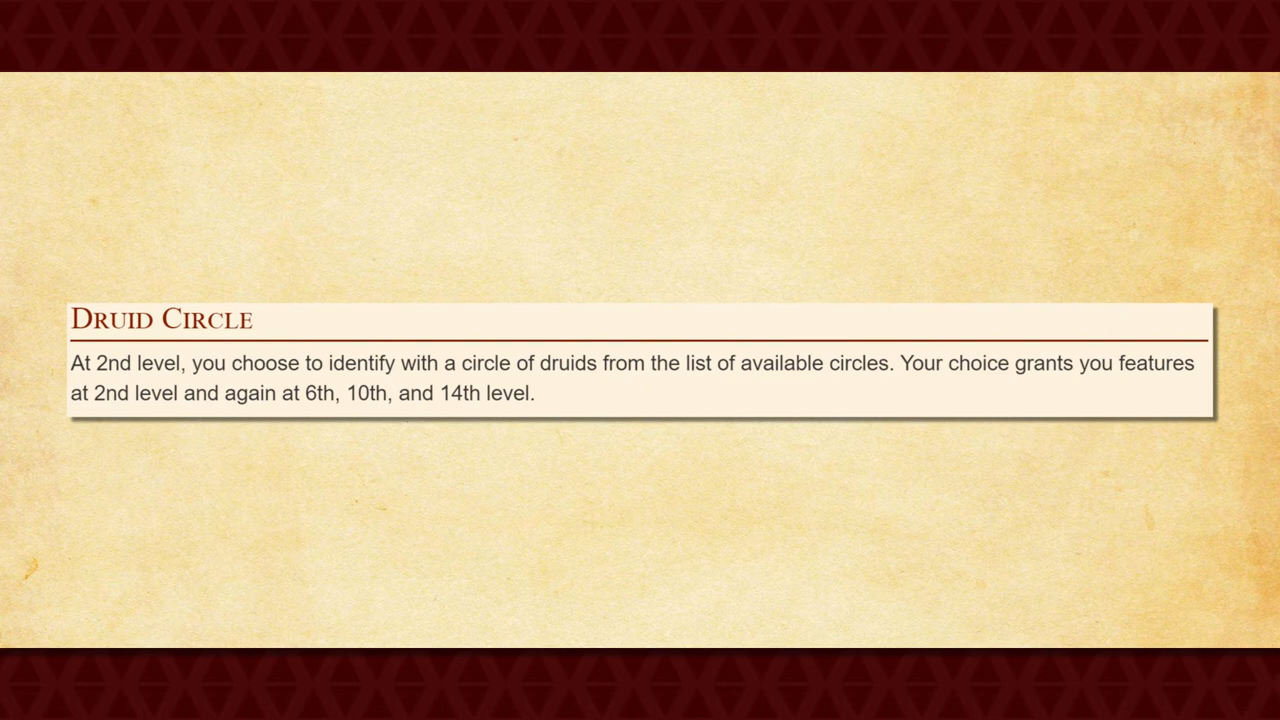 Druid Circle
At 2nd level, you choose to identify with a circle of druids from the list of available circles. Your choice grants you features
at 2nd level and again at 6th, 10th, and 14th level.